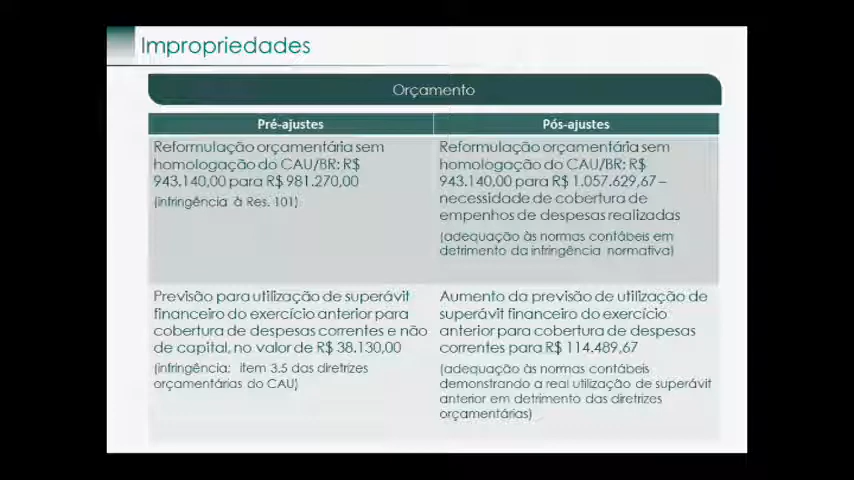 Impropriedades
Orçamento
Pré-ajustes
Pós-ajustes
Reformulação orçamentária sem
homologação do CAU/BR: R$
943.140,00 para R$ 981.270,00
(infringência à Res. 101)
Reformulação orçamentária sem
homologação do CAU/BR: R$
943.140,00 para R$ 1.057.629,67 –
necessidade de cobertura de
empenhos de despesas realizadas
(adequação às normas contábeis em
detrimento da infringência normativa)
Previsão para utilização de superávit
financeiro do exercício anterior para
cobertura de despesas correntes e não
de capital, no valor de R$ 38.130,00
(infringência: item 3.5 das diretrizes
orçamentárias do CAU)
Aumento da previsão de utilização de
superávit financeiro do exercício
anterior para cobertura de despesas
correntes para R$ 114.489,67
(adequação às normas contábeis
demonstrando a real utilização de superávit
anterior em detrimento das diretrizes
orçamentárias)